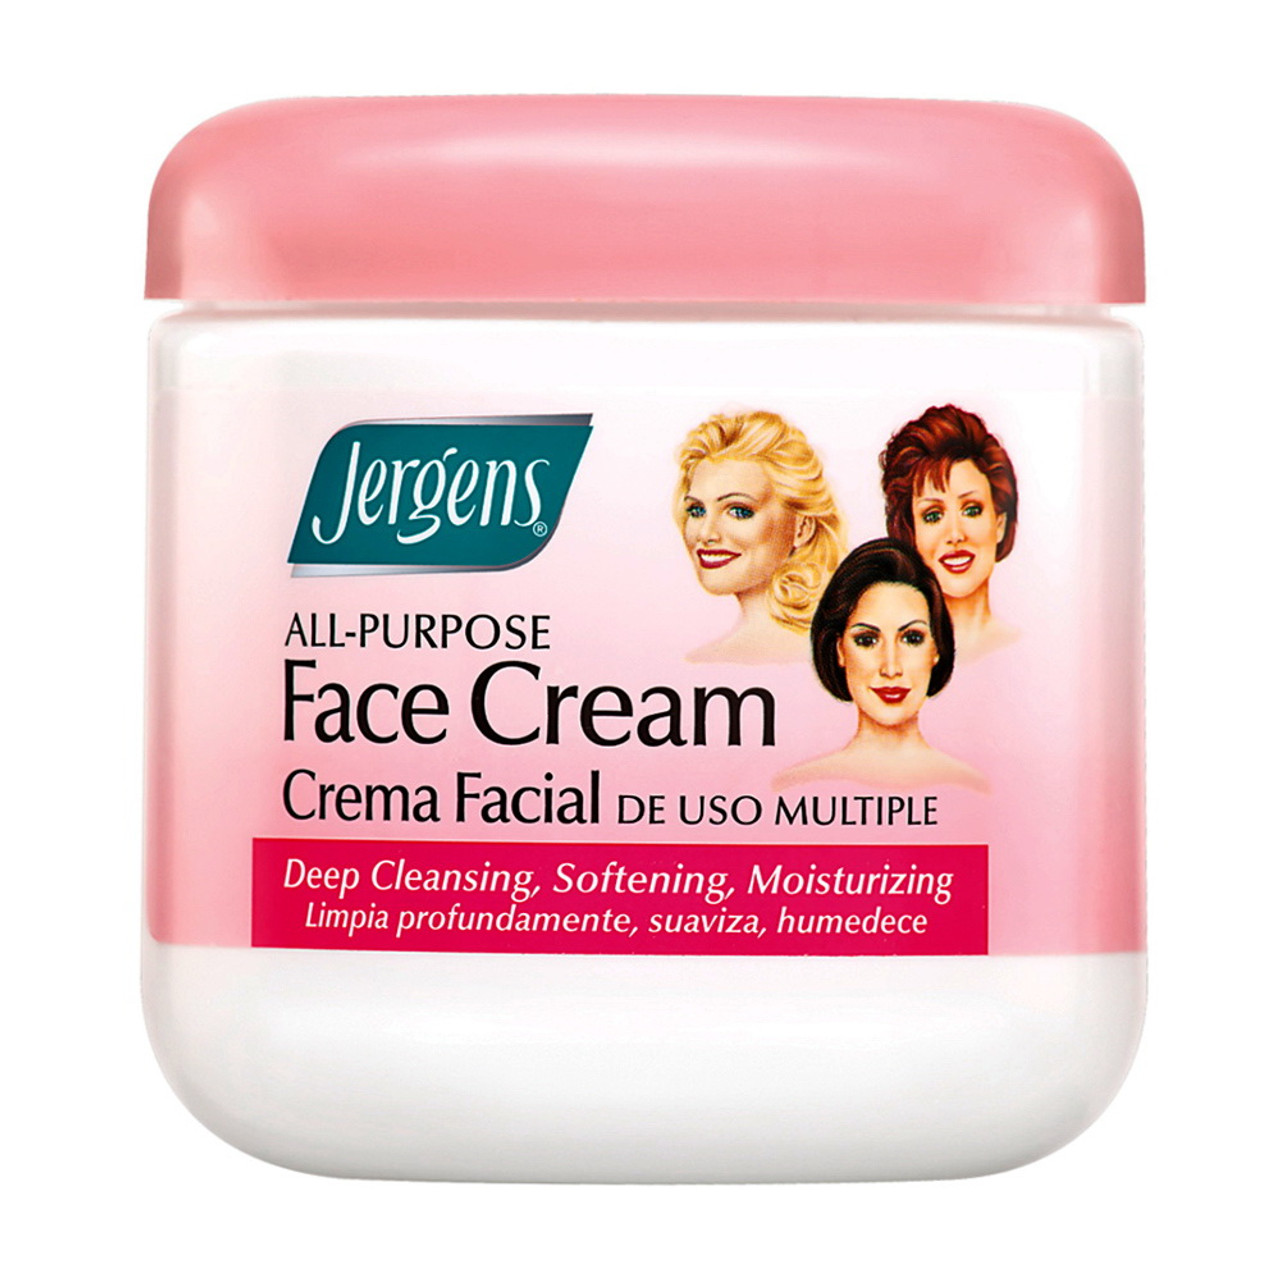 Jergens®
ALL-PURPOSE
Face Cream
Crema Facial DE USO MULTIPLE
Deep Cleansing, Softening, Moisturizing
Limpia profundamente, suaviza, humedece